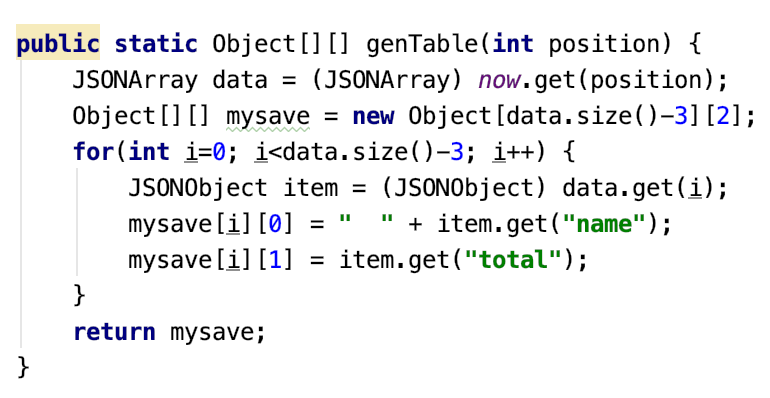 public static Object[][] genTable(int position) {
    JSONArray data = (JSONArray) now.get(position);
    Object[][] mysave = new Object[data.size()-3][2];
    for(int i=0; i<data.size()-3; i++) {
        JSONObject item = (JSONObject) data.get(i);
        mysave[i][0] = "  " + item.get("name");
        mysave[i][1] = item.get("total");
    }
    return mysave;
}